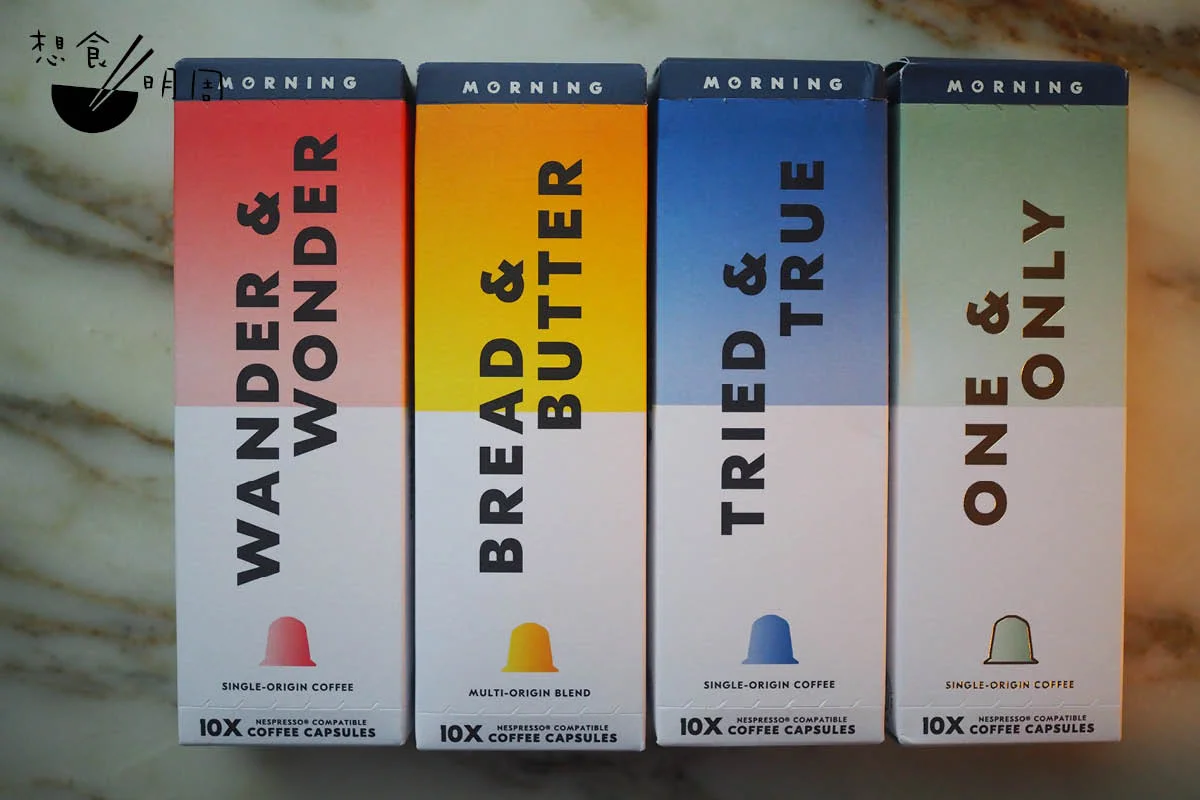 想食
明周
MORNING
WANDER &
WONDER
SINGLE-ORIGIN COFFEE
10X NESPRESSO® COMPATIBLE
COFFEE CAPSULES
MORNING
BREAD &
BUTTER
MULTI-ORIGIN BLEND
10X NESPRESSO® COMPATIBLE
COFFEE CAPSULES
MORNING
TRIED &
TRUE
SINGLE-ORIGIN COFFEE
10X NESPRESSO® COMPATIBLE
COFFEE CAPSULES
MORNING
ONE &
ONLY
SINGLE-ORIGIN COFFEE
10X NESPRESSO® COMPATIBLE
COFFEE CAPSULES